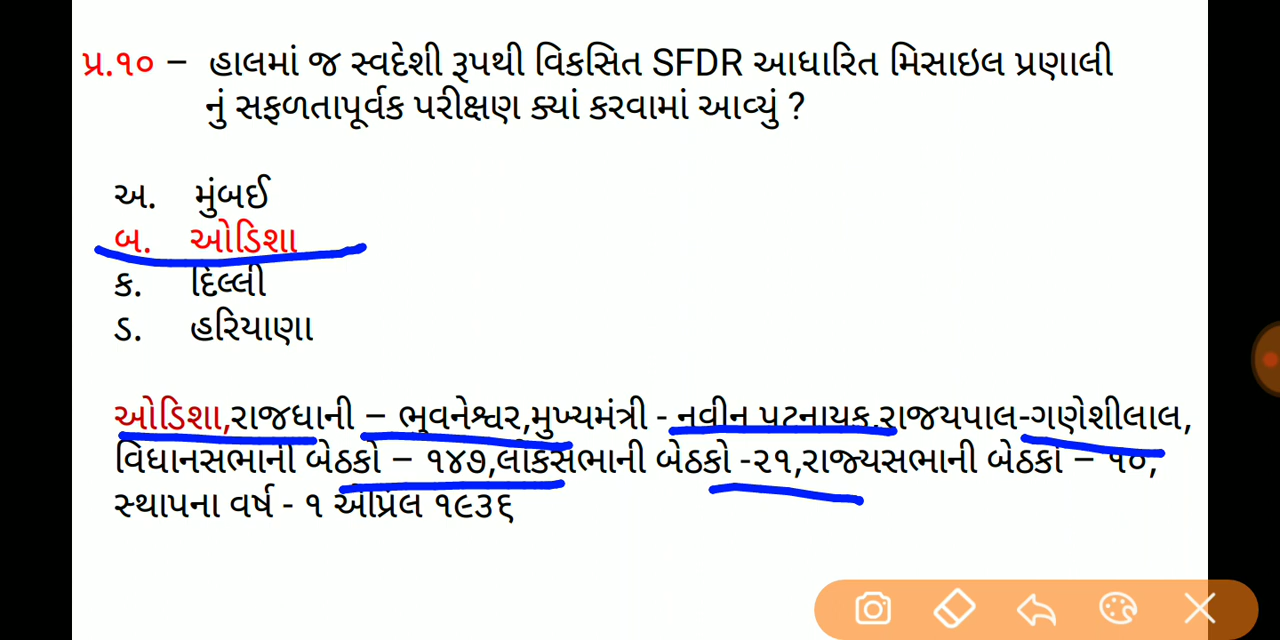 પ્ર.૧૦ – હાલમાં જ સ્વદેશી રૂપથી વિકસિત SFDR આધારિત મિસાઇલ પ્રણાલી
નું સફળતાપૂર્વક પરીક્ષણ ક્યાં કરવામાં આવ્યું ?
અ. મુંબઈ
બ. ઓડિશા
ક. દિલ્લી
ડ. હરિયાણા
ઓડિશા,રાજધાની – ભુવનેશ્વર,મુખ્યમંત્રી - નવીન પટનાયક,રાજયપાલ-ગણેશીલાલ,
વિધાનસભાની બેઠકો – ૧૪૭,લોકસભાની બેઠકો -૨૧,રાજ્યસભાની બેઠકો – ૧૦,
સ્થાપના વર્ષ - ૧ એપ્રિલ ૧૯૩૬